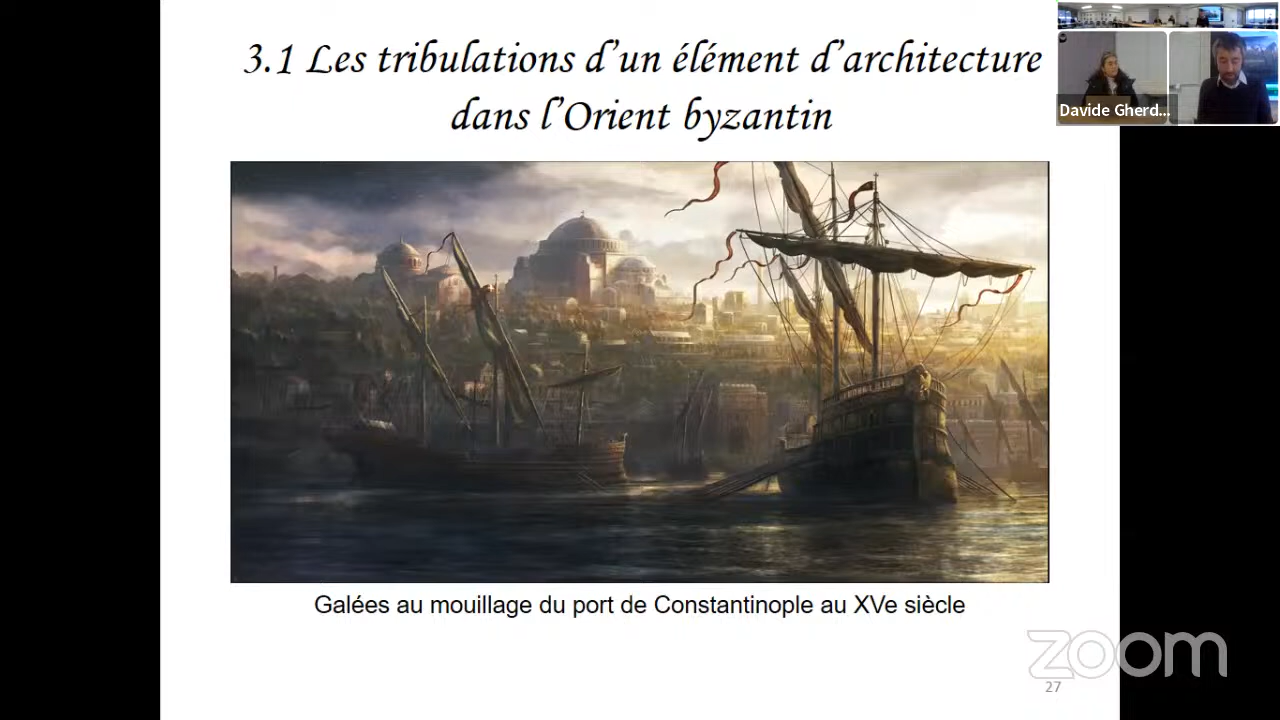 3.1 Les tribulations d'un élément d'architecture
dans l'Orient byzantin
Davide Gherd...
Galées au mouillage du port de Constantinople au XVe siècle
zoom
27